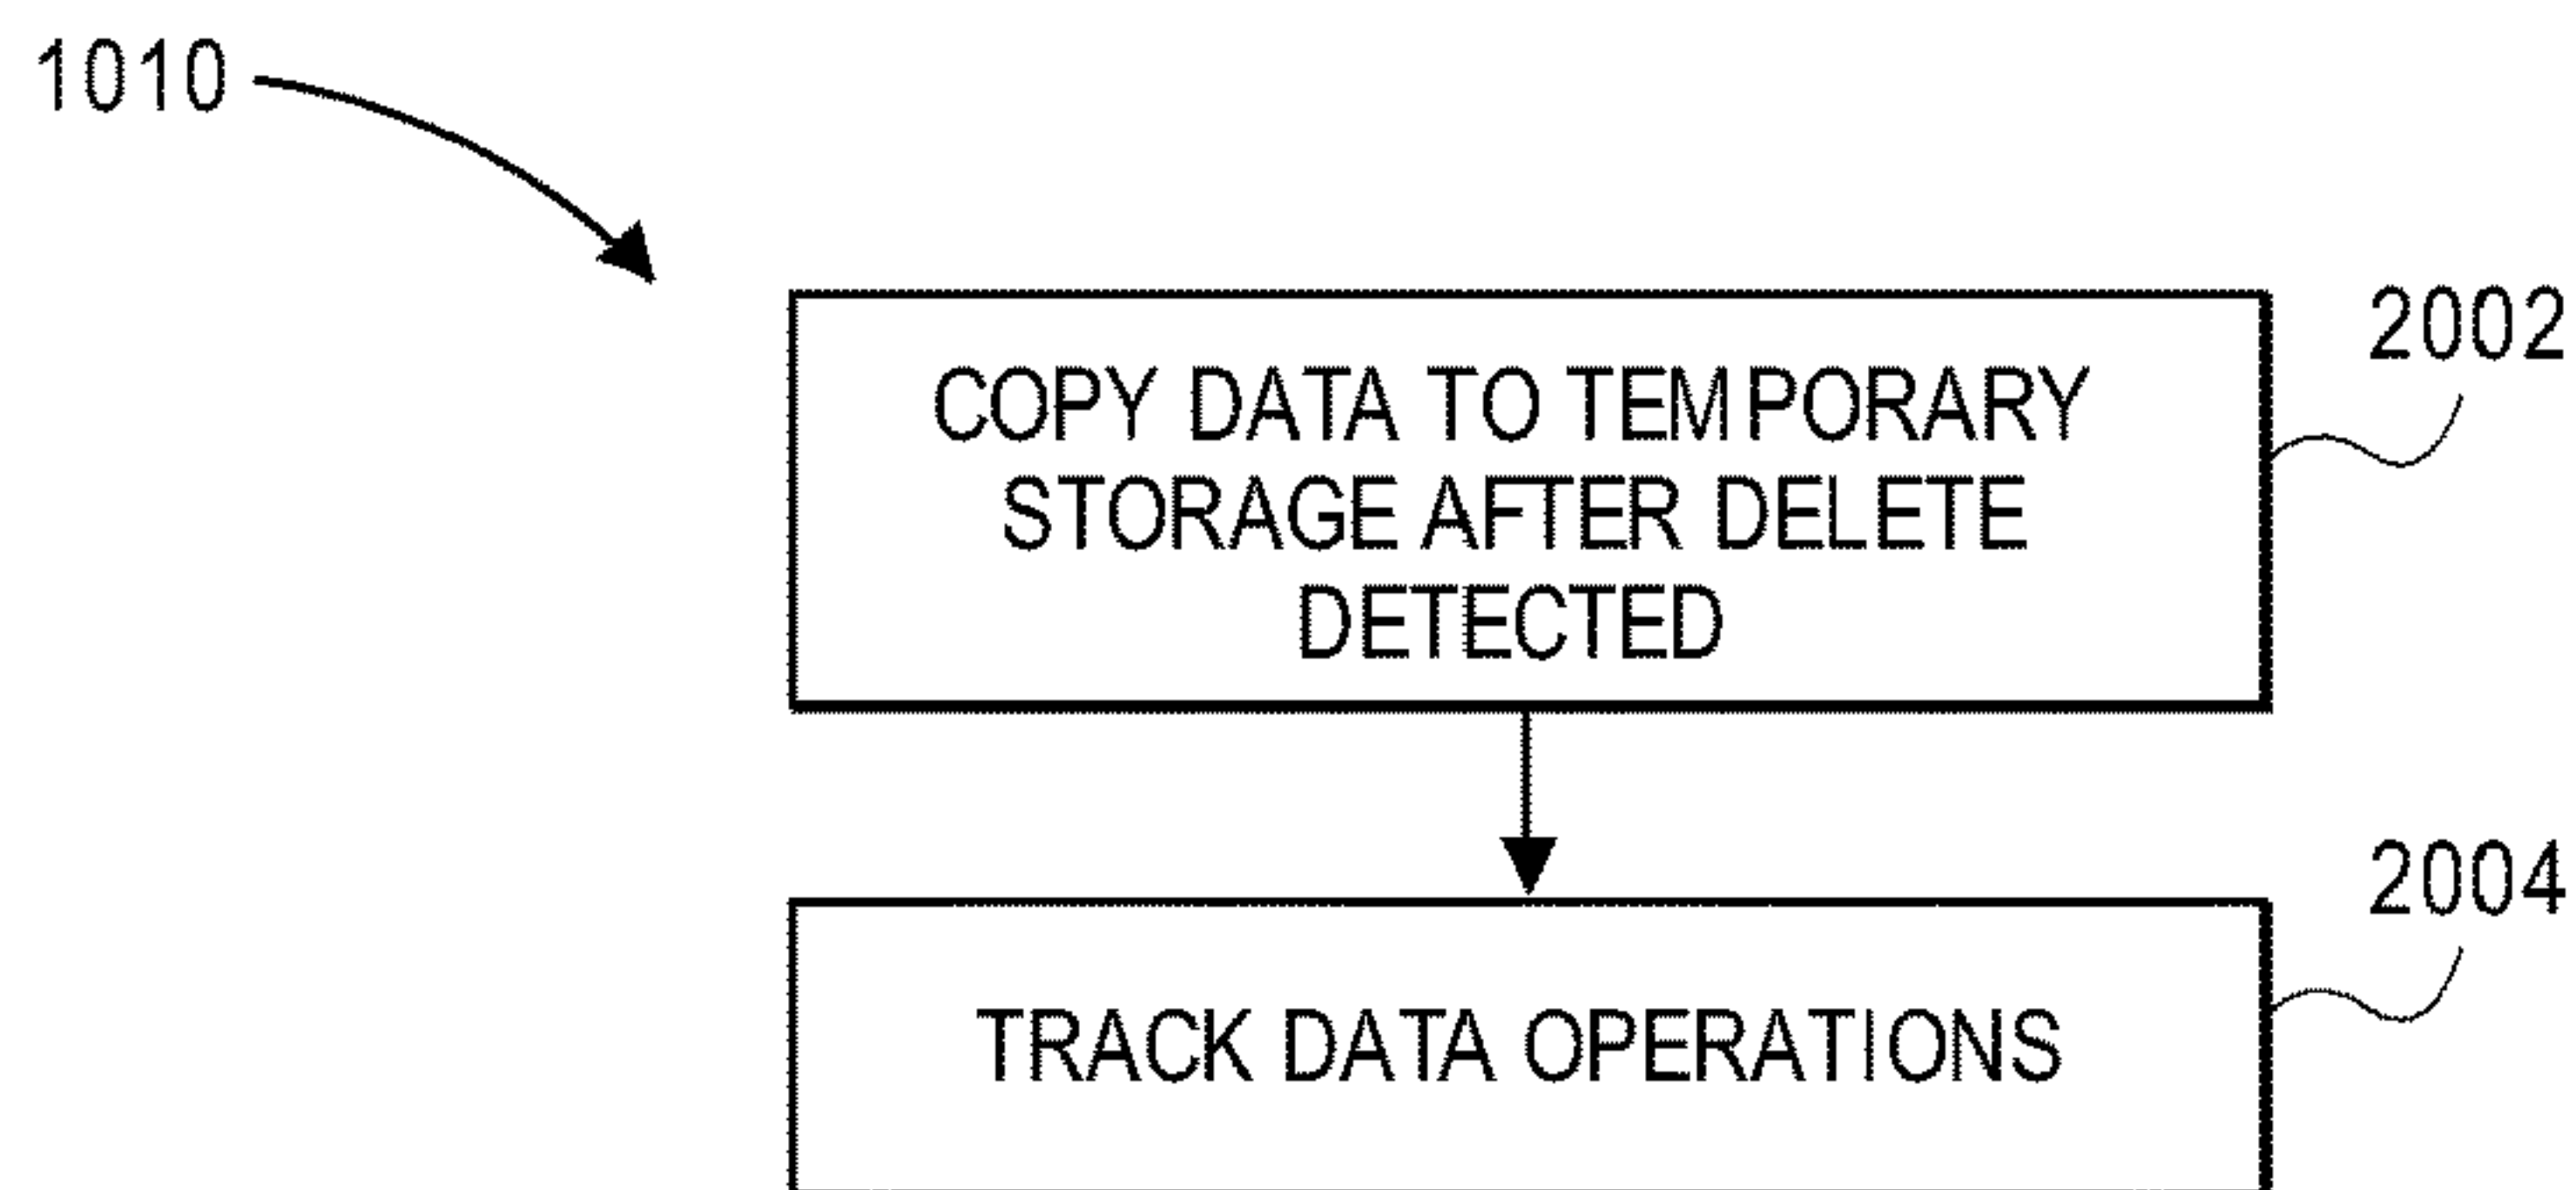 1010
2002
COPY DATA TO TEMPORARY
STORAGE AFTER DELETE
DETECTED
2004
TRACK DATA OPERATIONS